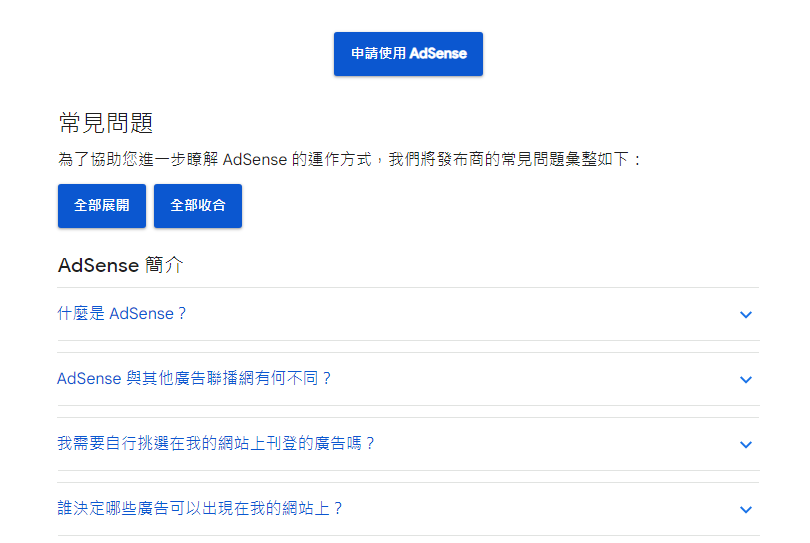 申請使用 AdSense
常見問題
為了協助您進一步瞭解 AdSense 的運作方式，我們將發布商的常見問題彙整如下：
全部展開 全部收合
AdSense 簡介
什麼是 AdSense？
AdSense 與其他廣告聯播網有何不同？
我需要自行挑選在我的網站上刊登的廣告嗎？
誰決定哪些廣告可以出現在我的網站上？